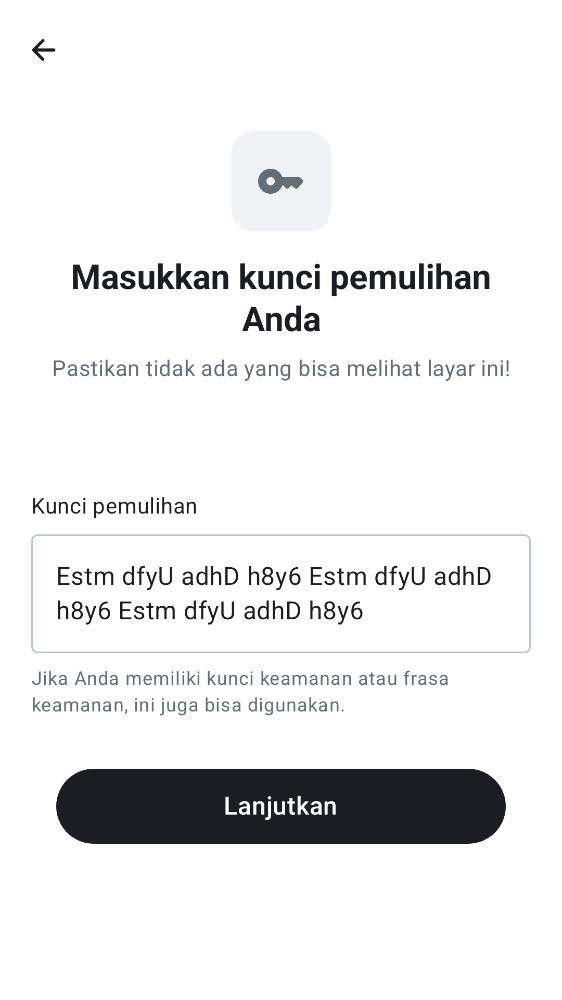 Masukkan kunci pemulihan
Anda
Pastikan tidak ada yang bisa melihat layar ini!
Kunci pemulihan
Estm dfyU adhD h8y6 Estm dfyU adhD
h8y6 Estm dfyU adhD h8y6
Jika Anda memiliki kunci keamanan atau frasa
keamanan, ini juga bisa digunakan.
Lanjutkan